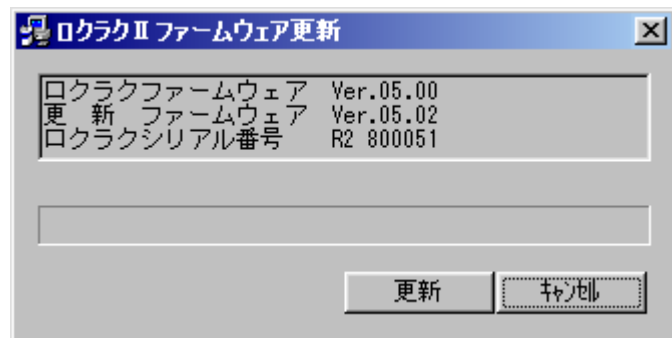 ロクラクⅡ ファームウェア更新
ロクラクファームウェア Ver.05.00
更 新 ファームウェア Ver.05.02
ロクラクシリアル番号 R2 800051
更新
ｷｬﾝｾﾙ